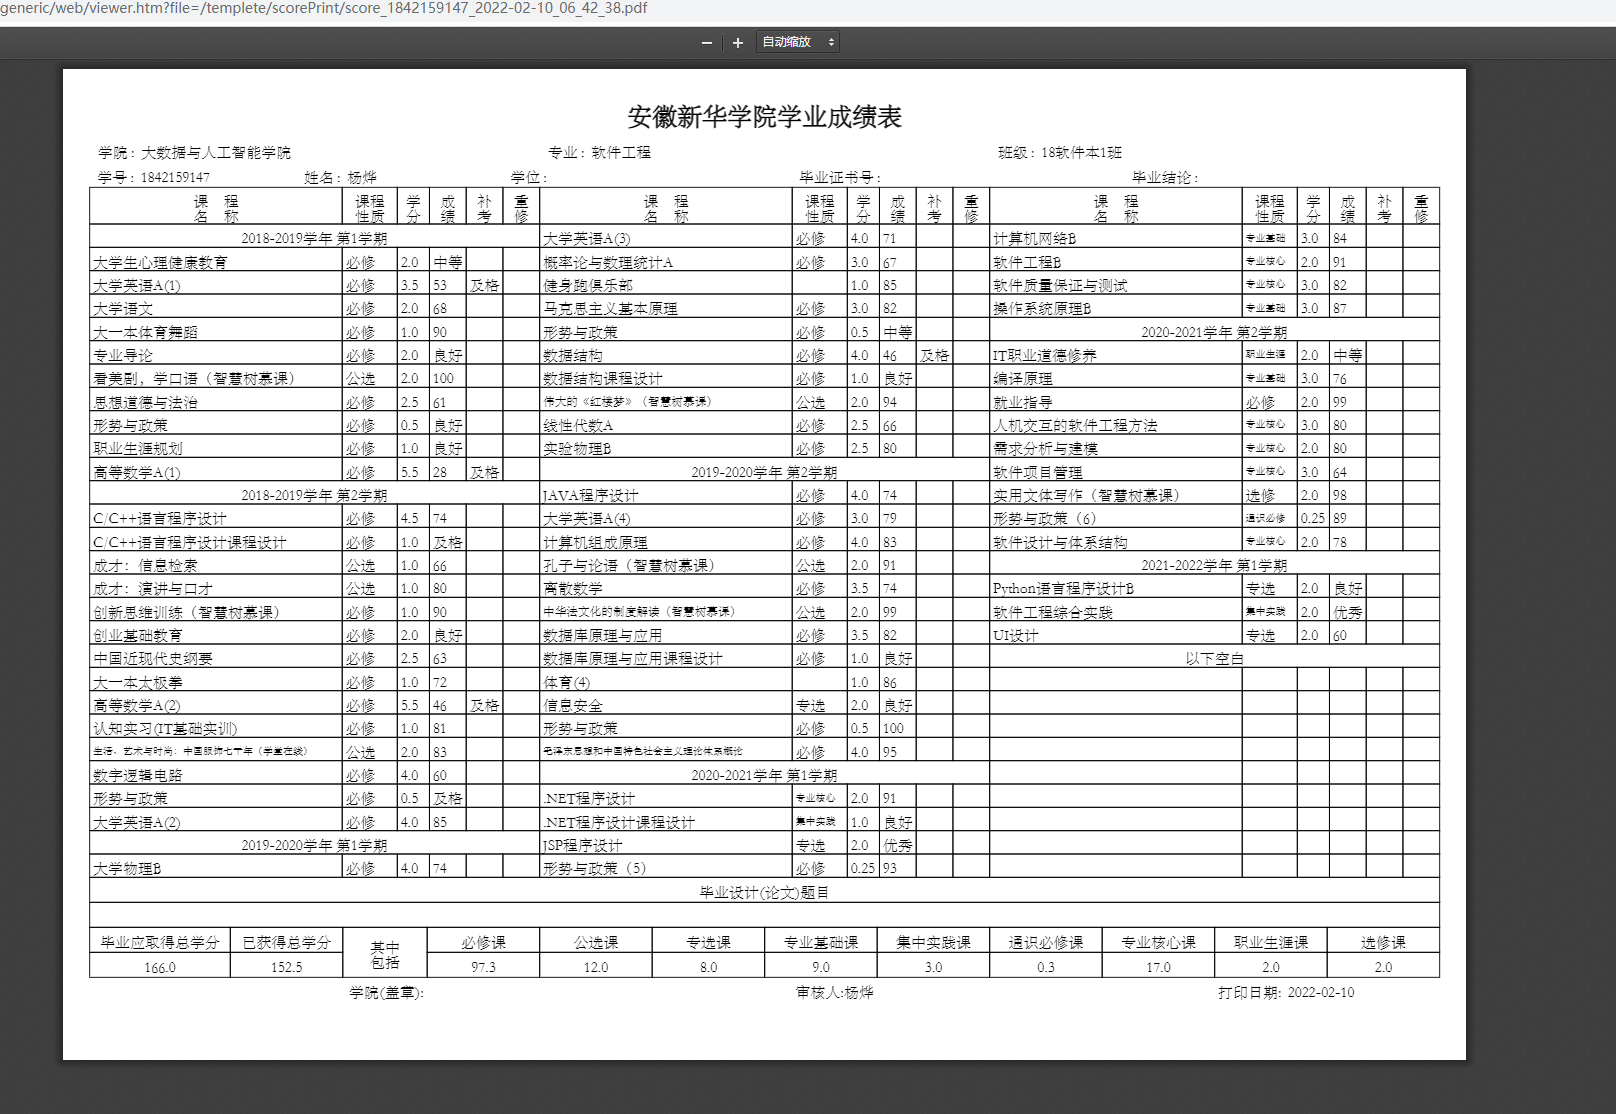 generic/web/viewer.htm?file=/templete/scorePrint/score_1842159147_2022-02-10_06_42_38.pdf
自动缩放
安徽新华学院学业成绩表
学院：大数据与人工智能学院 专业：软件工程 班级：18软件本1班
学号：1842159147 姓名：杨烨 学位： 毕业证书号： 毕业结论：
课程名称 课程性质 学分 成绩 补考 重修
2018-2019学年 第1学期
大学生心理健康教育 必修 2.0 中等
大学英语A(1) 必修 3.5 53 及格
大学语文 必修 2.0 68
大一本体育舞蹈 必修 1.0 90
专业导论 必修 2.0 良好
看美剧，学口语（智慧树慕课） 公选 2.0 100
思想道德与法治 必修 2.5 61
形势与政策 必修 0.5 良好
职业生涯规划 必修 1.0 良好
高等数学A(1) 必修 5.5 28 及格
2018-2019学年 第2学期
C/C++语言程序设计 必修 4.5 74
C/C++语言程序设计课程设计 必修 1.0 及格
成才：信息检索 公选 1.0 66
成才：演讲与口才 公选 1.0 80
创新思维训练（智慧树慕课） 必修 1.0 90
创业基础教育 必修 2.0 良好
中国近现代史纲要 必修 2.5 63
大一本太极拳 必修 1.0 72
高等数学A(2) 必修 5.5 46 及格
认知实习(IT基础实训) 必修 1.0 81
生活、艺术与时尚：中国服饰七千年（学堂在线） 公选 2.0 83
数字逻辑电路 必修 4.0 60
形势与政策 必修 0.5 及格
大学英语A(2) 必修 4.0 85
2019-2020学年 第1学期
大学物理B 必修 4.0 74
课程名称 课程性质 学分 成绩 补考 重修
大学英语A(3) 必修 4.0 71
概率论与数理统计A 必修 3.0 67
健身跑俱乐部 1.0 85
马克思主义基本原理 必修 3.0 82
形势与政策 必修 0.5 中等
数据结构 必修 4.0 46 及格
数据结构课程设计 必修 1.0 良好
伟大的《红楼梦》（智慧树慕课） 公选 2.0 94
线性代数A 必修 2.5 66
实验物理B 必修 2.5 80
2019-2020学年 第2学期
JAVA程序设计 必修 4.0 74
大学英语A(4) 必修 3.0 79
计算机组成原理 必修 4.0 83
孔子与论语（智慧树慕课） 公选 2.0 91
离散数学 必修 3.5 74
中华法文化的制度解读（智慧树慕课） 公选 2.0 99
数据库原理与应用 必修 3.5 82
数据库原理与应用课程设计 必修 1.0 良好
体育(4) 1.0 86
信息安全 专选 2.0 良好
形势与政策 必修 0.5 100
毛泽东思想和中国特色社会主义理论体系概论 必修 4.0 95
2020-2021学年 第1学期
.NET程序设计 专业核心 2.0 91
.NET程序设计课程设计 集中实践 1.0 良好
JSP程序设计 专选 2.0 优秀
形势与政策（5） 必修 0.25 93
课程名称 课程性质 学分 成绩 补考 重修
计算机网络B 专业基础 3.0 84
软件工程B 专业核心 2.0 91
软件质量保证与测试 专业核心 3.0 82
操作系统原理B 专业基础 3.0 87
2020-2021学年 第2学期
IT职业道德修养 职业生涯 2.0 中等
编译原理 专业基础 3.0 76
就业指导 必修 2.0 99
人机交互的软件工程方法 专业核心 3.0 80
需求分析与建模 专业核心 2.0 80
软件项目管理 专业核心 3.0 64
实用文体写作（智慧树慕课） 选修 2.0 98
形势与政策（6） 通识必修 0.25 89
软件设计与体系结构 专业核心 2.0 78
2021-2022学年 第1学期
Python语言程序设计B 专选 2.0 良好
软件工程综合实践 集中实践 2.0 优秀
UI设计 专选 2.0 60
以下空白
毕业设计(论文)题目
毕业应取得总学分 已获得总学分 其中包括 必修课 公选课 专选课 专业基础课 集中实践课 通识必修课 专业核心课 职业生涯课 选修课
166.0 152.5 97.3 12.0 8.0 9.0 3.0 0.3 17.0 2.0 2.0
学院(盖章): 审核人:杨烨 打印日期: 2022-02-10